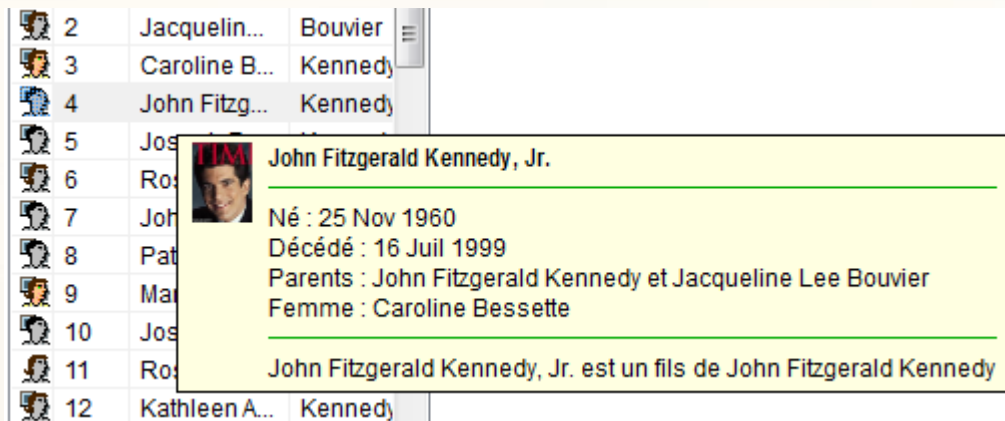 2 Jacquelin... Bouvier
3 Caroline B... Kennedy
4 John Fitzg... Kennedy
5 Jos
6 Ros
7 Joh
8 Pat
9 Mar
10 Jos
11 Ros
12 Kathleen A... Kennedy
TIM
John Fitzgerald Kennedy, Jr.
Né : 25 Nov 1960
Décédé : 16 Juil 1999
Parents : John Fitzgerald Kennedy et Jacqueline Lee Bouvier
Femme : Caroline Bessette
John Fitzgerald Kennedy, Jr. est un fils de John Fitzgerald Kennedy